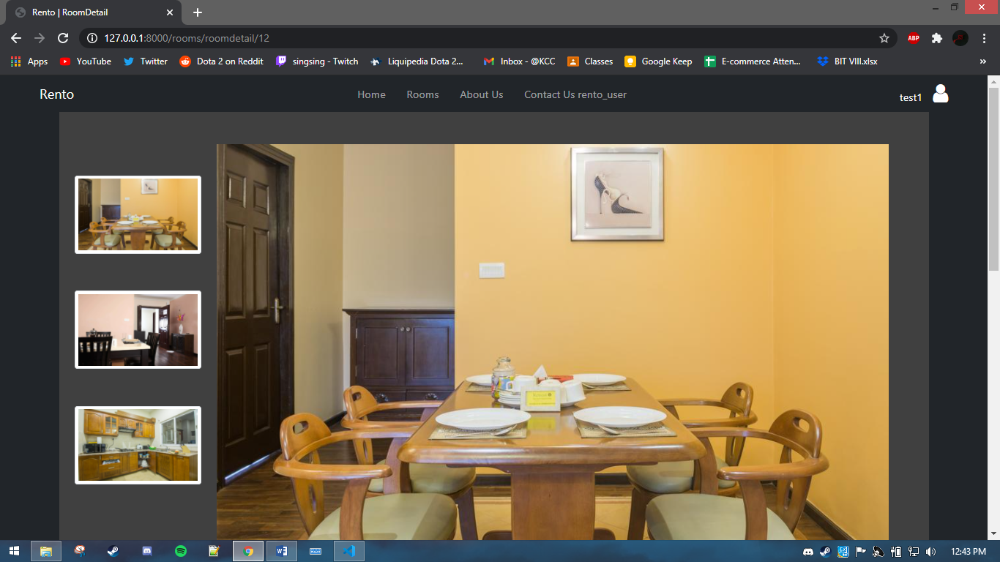 Rento | RoomDetail
127.0.0.1:8000/rooms/roomdetail/12
ABP
Apps YouTube Twitter Dota 2 on Reddit singsing - Twitch Liquipedia Dota 2... Inbox - @KCC Classes Google Keep E-commerce Atten... BIT VIII.xlsx »
Rento Home Rooms About Us Contact Us rento_user test1
12:43 PM